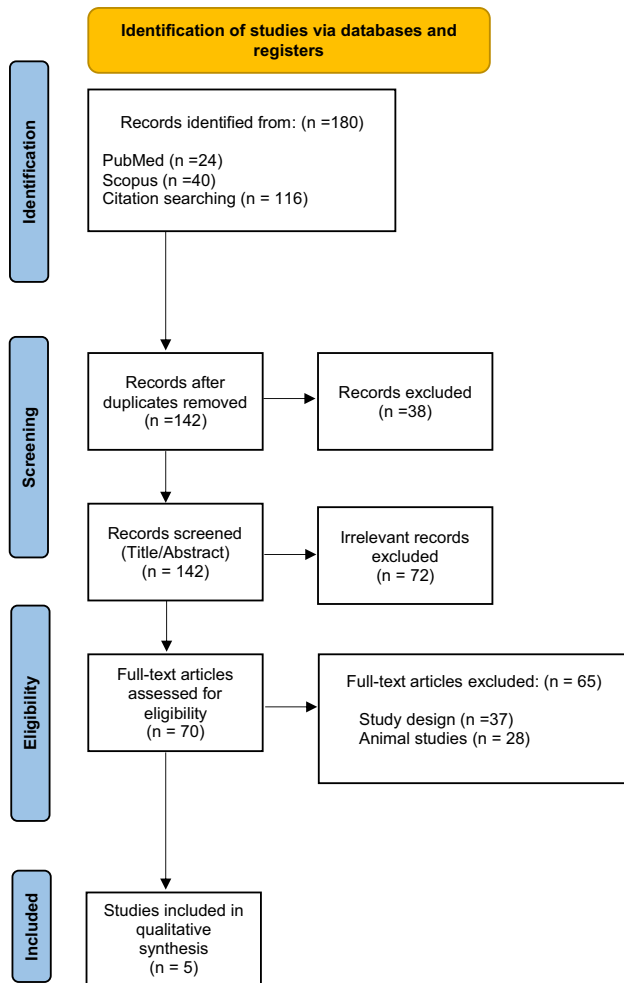 Identification of studies via databases and
registers
Identification
Records identified from: (n =180)
PubMed (n =24)
Scopus (n =40)
Citation searching (n = 116)
Screening
Records after
duplicates removed
(n =142)
Records excluded
(n =38)
Records screened
(Title/Abstract)
(n = 142)
Irrelevant records
excluded
(n = 72)
Eligibility
Full-text articles
assessed for
eligibility
(n = 70)
Full-text articles excluded: (n = 65)
Study design (n =37)
Animal studies (n = 28)
Included
Studies included in
qualitative
synthesis
(n = 5)